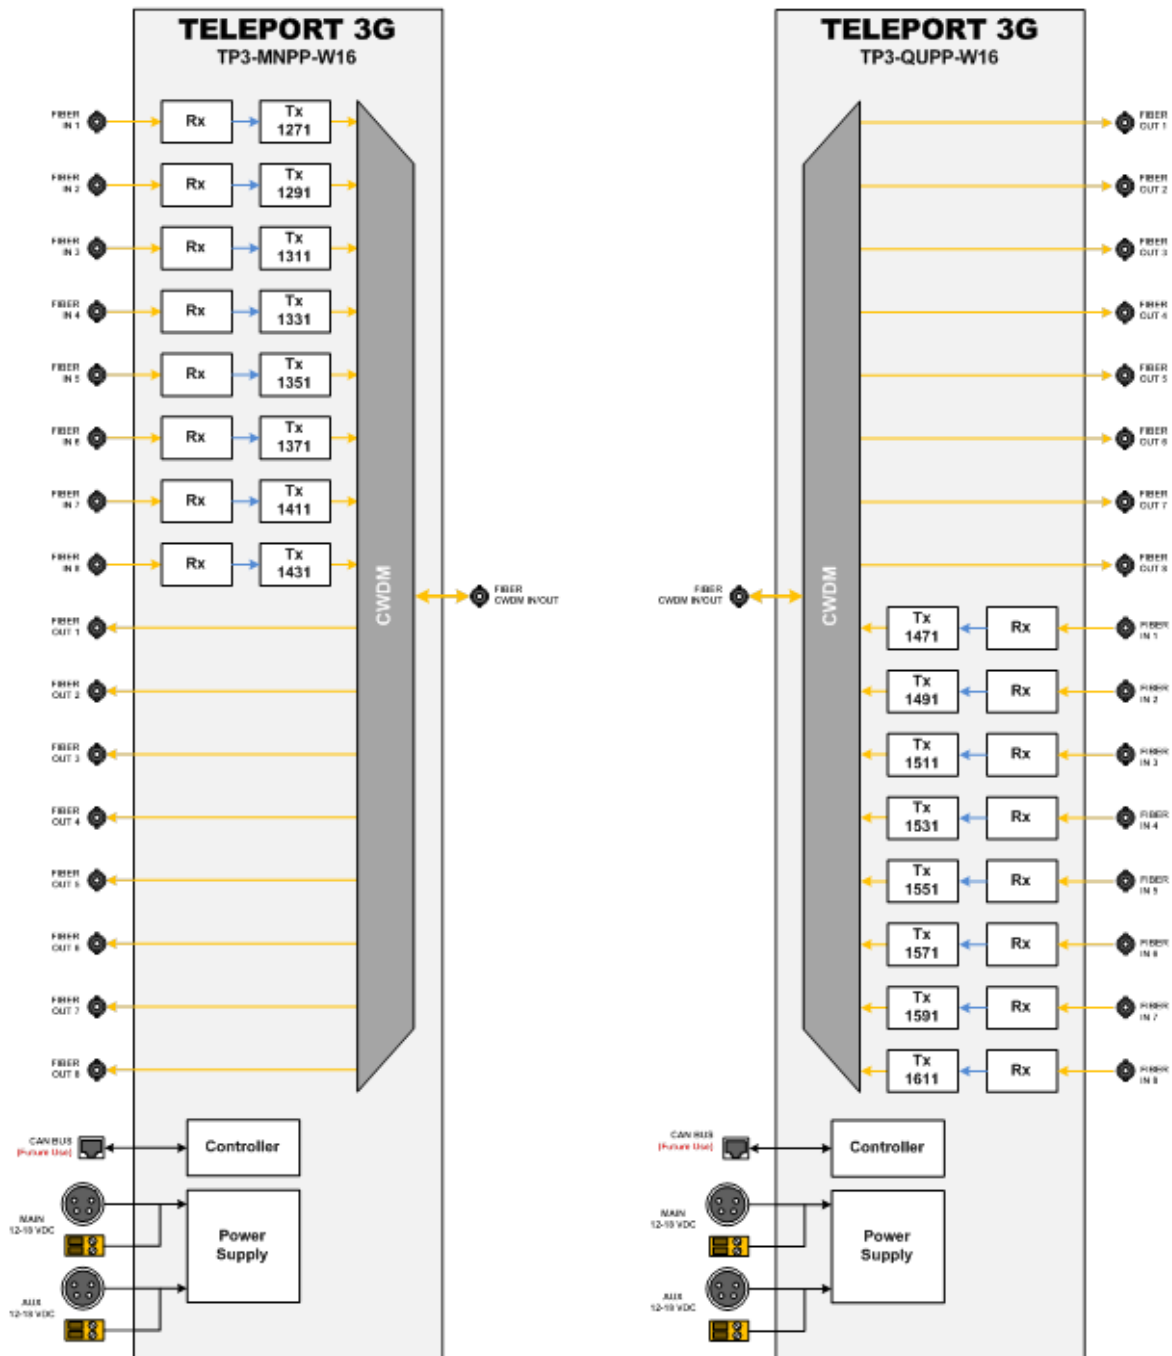 TELEPORT 3G
TP3-MNPP-W16
FIBER
IN 1
Rx
Tx
1271
FIBER
IN 2
Rx
Tx
1291
FIBER
IN 3
Rx
Tx
1311
FIBER
IN 4
Rx
Tx
1331
FIBER
IN 5
Rx
Tx
1351
FIBER
IN 6
Rx
Tx
1371
FIBER
IN 7
Rx
Tx
1411
FIBER
IN 8
Rx
Tx
1431
CWDM
FIBER
CWDM IN/OUT
FIBER
OUT 1
FIBER
OUT 2
FIBER
OUT 3
FIBER
OUT 4
FIBER
OUT 5
FIBER
OUT 6
FIBER
OUT 7
FIBER
OUT 8
CAN BUS
(Future Use)
Controller
MAIN
12-18 VDC
Power
Supply
AUX
12-18 VDC
TELEPORT 3G
TP3-QUPP-W16
FIBER
OUT 1
FIBER
OUT 2
FIBER
OUT 3
FIBER
OUT 4
FIBER
OUT 5
FIBER
OUT 6
FIBER
OUT 7
FIBER
OUT 8
FIBER
CWDM IN/OUT
CWDM
Tx
1471
Rx
FIBER
IN 1
Tx
1491
Rx
FIBER
IN 2
Tx
1511
Rx
FIBER
IN 3
Tx
1531
Rx
FIBER
IN 4
Tx
1551
Rx
FIBER
IN 5
Tx
1571
Rx
FIBER
IN 6
Tx
1591
Rx
FIBER
IN 7
Tx
1611
Rx
FIBER
IN 8
CAN BUS
(Future Use)
Controller
MAIN
12-18 VDC
Power
Supply
AUX
12-18 VDC